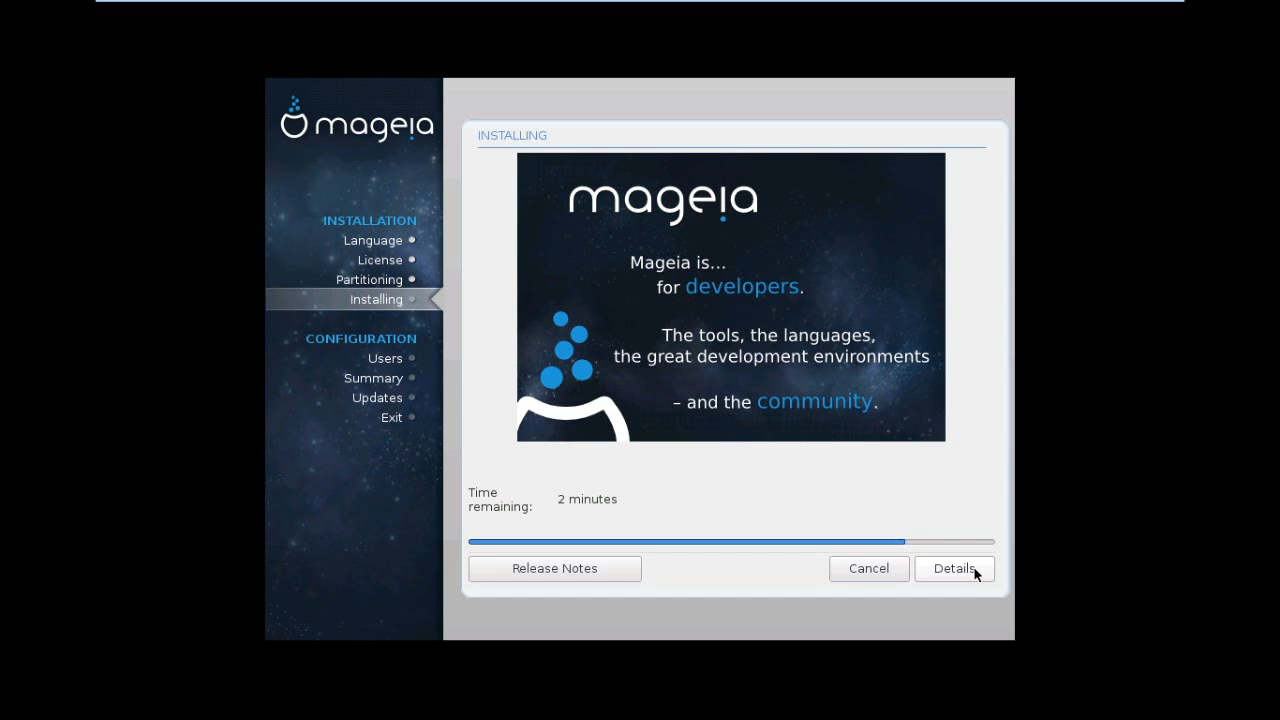 mageia
INSTALLATION
Language
License
Partitioning
Installing
CONFIGURATION
Users
Summary
Updates
Exit
INSTALLING
mageia
Mageia is...
for developers.
The tools, the languages,
the great development environments
– and the community.
Time
remaining:
2 minutes
Release Notes
Cancel
Details